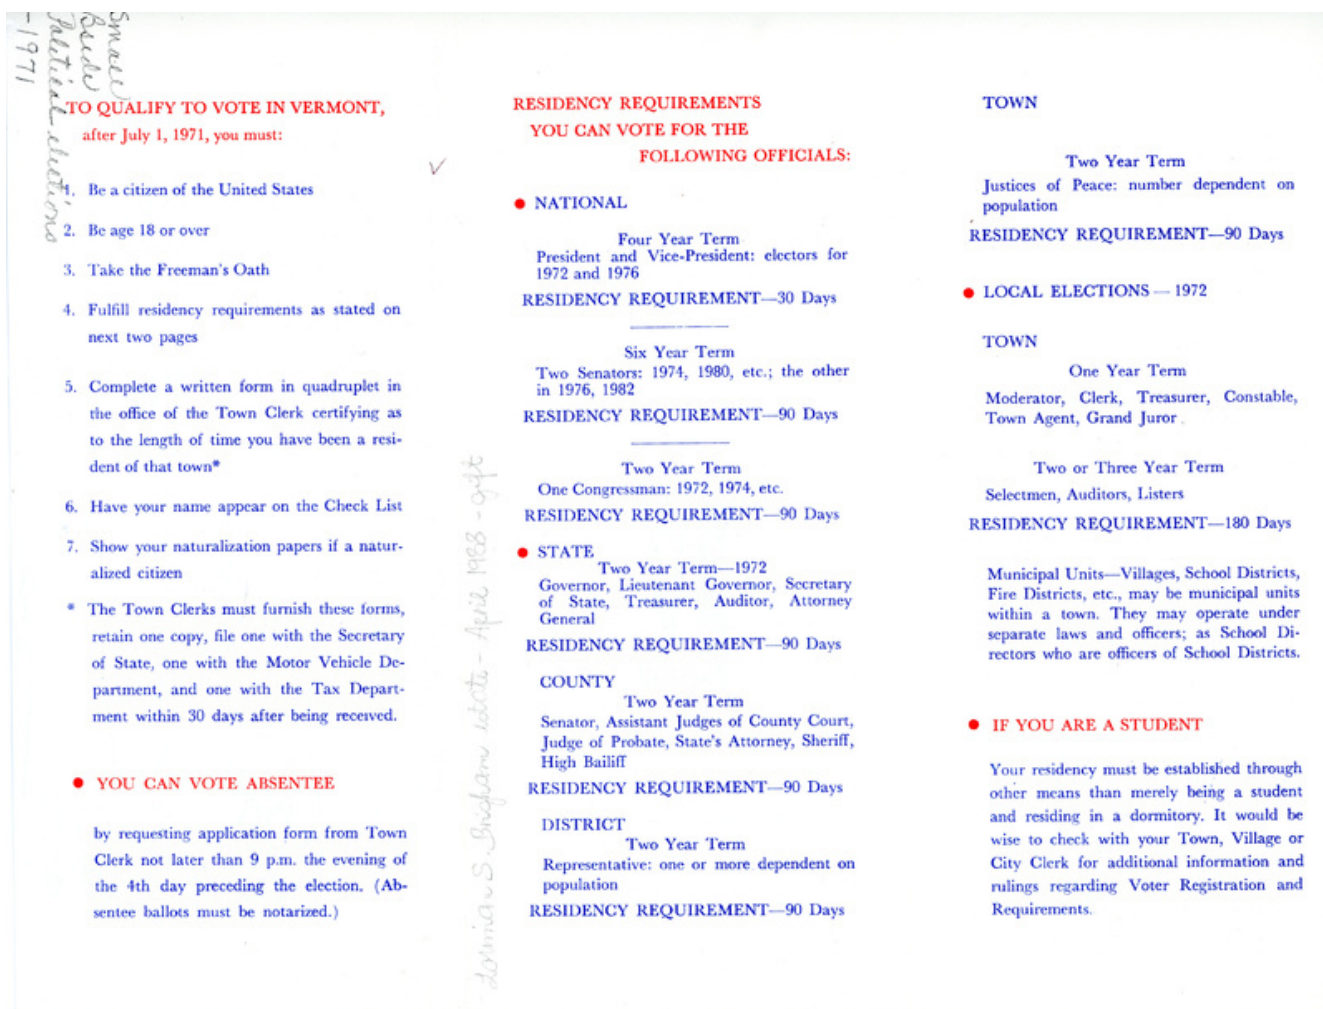 Small
Bside
Political elections
-1971
TO QUALIFY TO VOTE IN VERMONT,
after July 1, 1971, you must:
1. Be a citizen of the United States
2. Be age 18 or over
3. Take the Freeman's Oath
4. Fulfill residency requirements as stated on
next two pages
5. Complete a written form in quadruplet in
the office of the Town Clerk certifying as
to the length of time you have been a resi-
dent of that town*
6. Have your name appear on the Check List
7. Show your naturalization papers if a natur-
alized citizen
* The Town Clerks must furnish these forms,
retain one copy, file one with the Secretary
of State, one with the Motor Vehicle De-
partment, and one with the Tax Depart-
ment within 30 days after being received.
● YOU CAN VOTE ABSENTEE
by requesting application form from Town
Clerk not later than 9 p.m. the evening of
the 4th day preceding the election. (Ab-
sentee ballots must be notarized.)
S. Brigham estate - April 1988 - gift
RESIDENCY REQUIREMENTS
YOU CAN VOTE FOR THE
FOLLOWING OFFICIALS:
● NATIONAL
Four Year Term
President and Vice-President: electors for
1972 and 1976
RESIDENCY REQUIREMENT—30 Days
Six Year Term
Two Senators: 1974, 1980, etc.; the other
in 1976, 1982
RESIDENCY REQUIREMENT—90 Days
Two Year Term
One Congressman: 1972, 1974, etc.
RESIDENCY REQUIREMENT—90 Days
● STATE
Two Year Term—1972
Governor, Lieutenant Governor, Secretary
of State, Treasurer, Auditor, Attorney
General
RESIDENCY REQUIREMENT—90 Days
COUNTY
Two Year Term
Senator, Assistant Judges of County Court,
Judge of Probate, State's Attorney, Sheriff,
High Bailiff
RESIDENCY REQUIREMENT—90 Days
DISTRICT
Two Year Term
Representative: one or more dependent on
population
RESIDENCY REQUIREMENT—90 Days
TOWN
Two Year Term
Justices of Peace: number dependent on
population
RESIDENCY REQUIREMENT—90 Days
● LOCAL ELECTIONS — 1972
TOWN
One Year Term
Moderator, Clerk, Treasurer, Constable,
Town Agent, Grand Juror
Two or Three Year Term
Selectmen, Auditors, Listers
RESIDENCY REQUIREMENT—180 Days
Municipal Units—Villages, School Districts,
Fire Districts, etc., may be municipal units
within a town. They may operate under
separate laws and officers; as School Di-
rectors who are officers of School Districts.
● IF YOU ARE A STUDENT
Your residency must be established through
other means than merely being a student
and residing in a dormitory. It would be
wise to check with your Town, Village or
City Clerk for additional information and
rulings regarding Voter Registration and
Requirements.